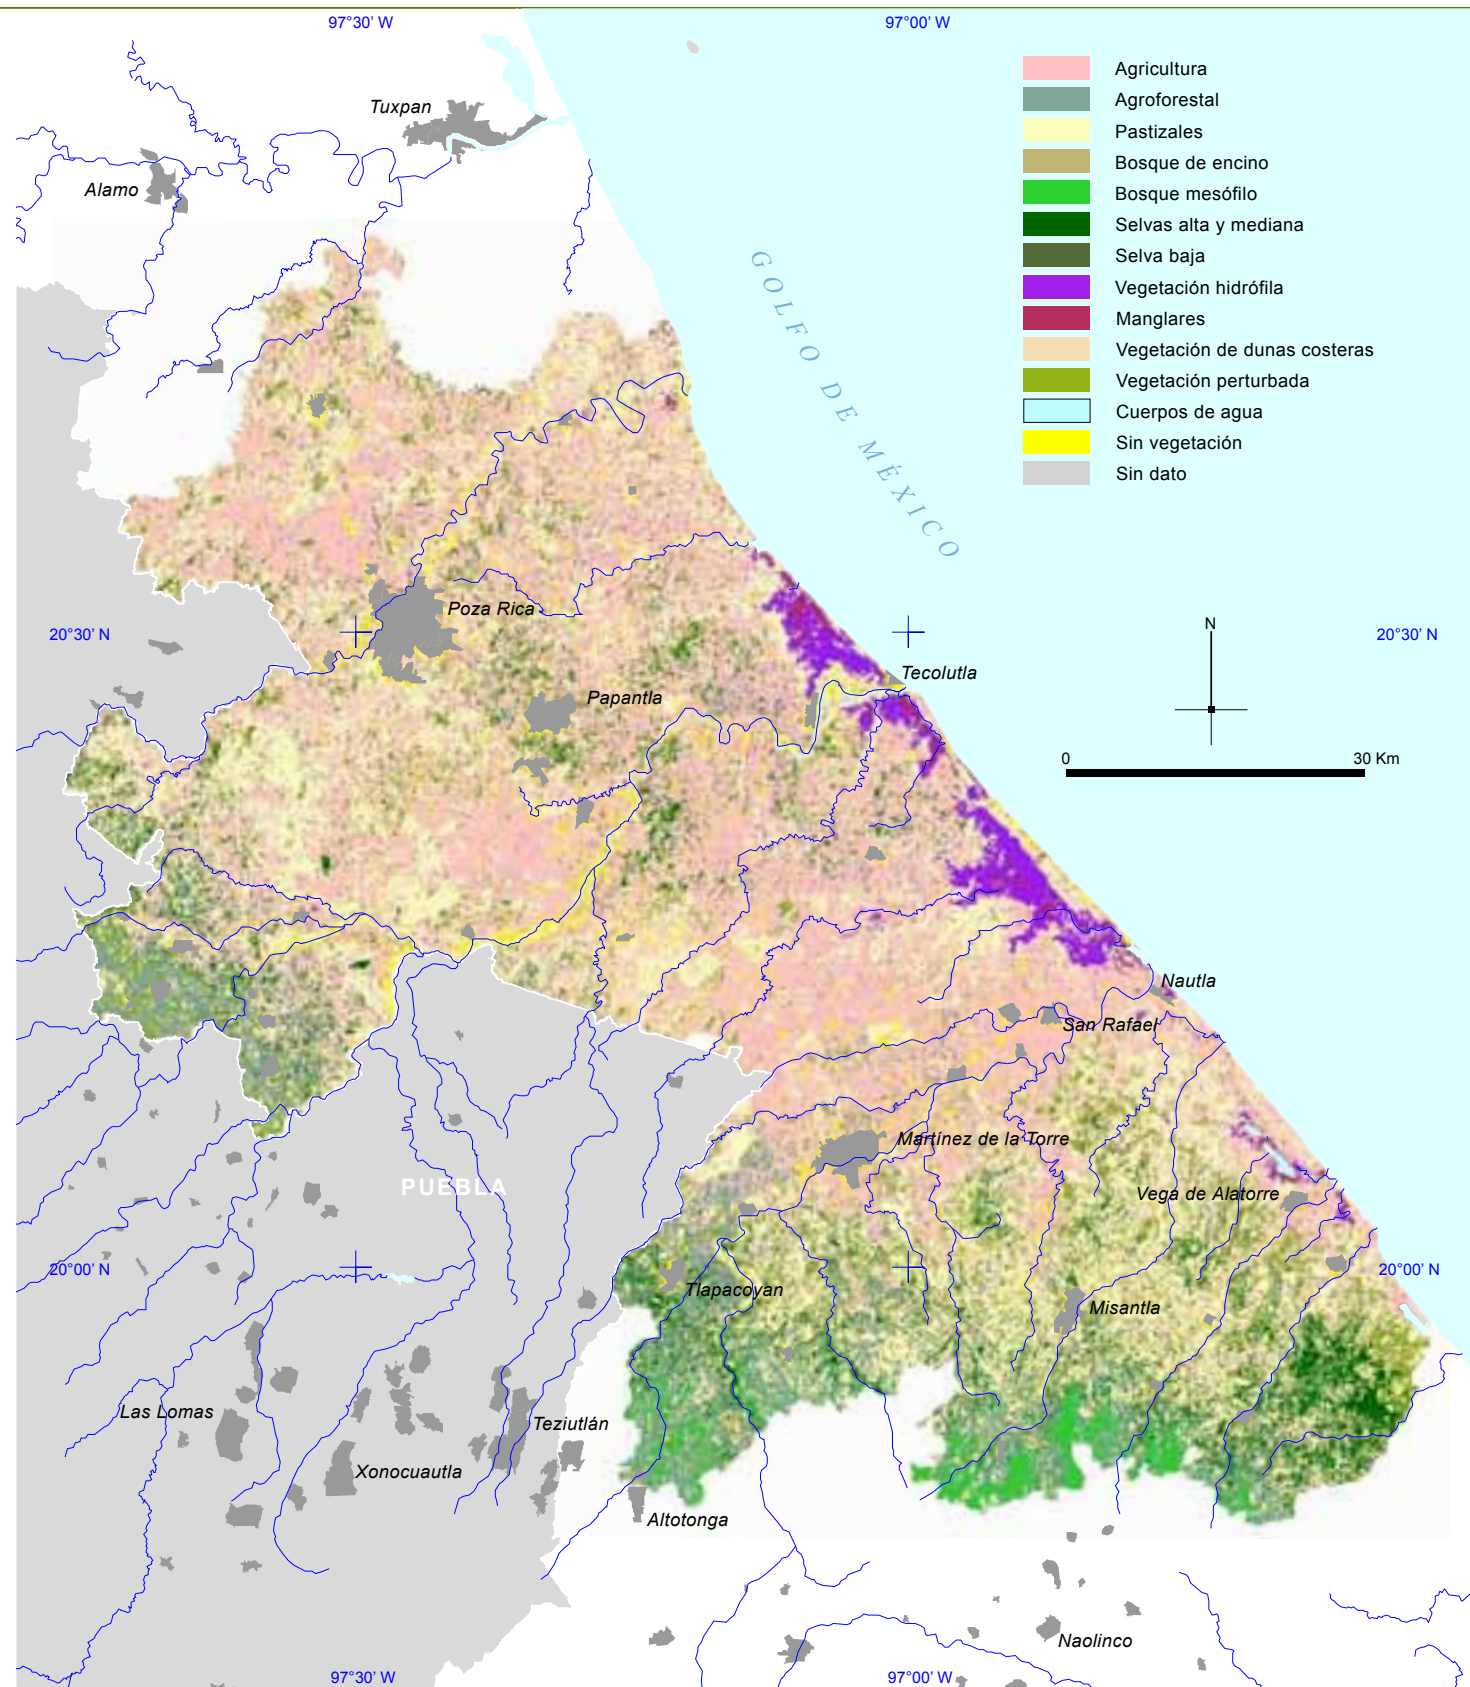 97°30' W
97°00' W
Agricultura
Agroforestal
Pastizales
Bosque de encino
Bosque mesófilo
Selvas alta y mediana
Selva baja
Vegetación hidrófila
Manglares
Vegetación de dunas costeras
Vegetación perturbada
Cuerpos de agua
Sin vegetación
Sin dato
Tuxpan
Alamo
GOLFO DE MÉXICO
Poza Rica
20°30' N
N
20°30' N
Tecolutla
Papantla
0
30 Km
Nautla
San Rafael
Martínez de la Torre
PUEBLA
Vega de Alatorre
20°00' N
20°00' N
Tlapacoyan
Misantla
Las Lomas
Teziutlán
Xonocuautla
Altotonga
Naolinco
97°30' W
97°00' W